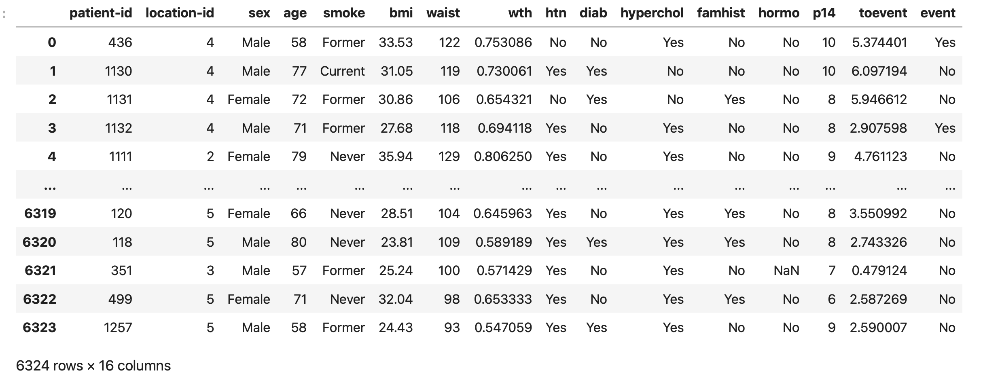 :
patient-id location-id sex age smoke bmi waist wth htn diab hyperchol famhist hormo p14 toevent event
0 436 4 Male 58 Former 33.53 122 0.753086 No No Yes No No 10 5.374401 Yes
1 1130 4 Male 77 Current 31.05 119 0.730061 Yes Yes No No No 10 6.097194 No
2 1131 4 Female 72 Former 30.86 106 0.654321 No Yes No Yes No 8 5.946612 No
3 1132 4 Male 71 Former 27.68 118 0.694118 Yes No Yes No No 8 2.907598 Yes
4 1111 2 Female 79 Never 35.94 129 0.806250 Yes No Yes No No 9 4.761123 No
... ... ... ... ... ... ... ... ... ... ... ... ... ... ... ... ...
6319 120 5 Female 66 Never 28.51 104 0.645963 Yes No Yes Yes No 8 3.550992 No
6320 118 5 Male 80 Never 23.81 109 0.589189 Yes Yes Yes Yes No 8 2.743326 No
6321 351 3 Male 57 Former 25.24 100 0.571429 Yes No Yes No NaN 7 0.479124 No
6322 499 5 Female 71 Never 32.04 98 0.653333 Yes No Yes Yes No 6 2.587269 No
6323 1257 5 Male 58 Former 24.43 93 0.547059 Yes Yes Yes No No 9 2.590007 No
6324 rows × 16 columns